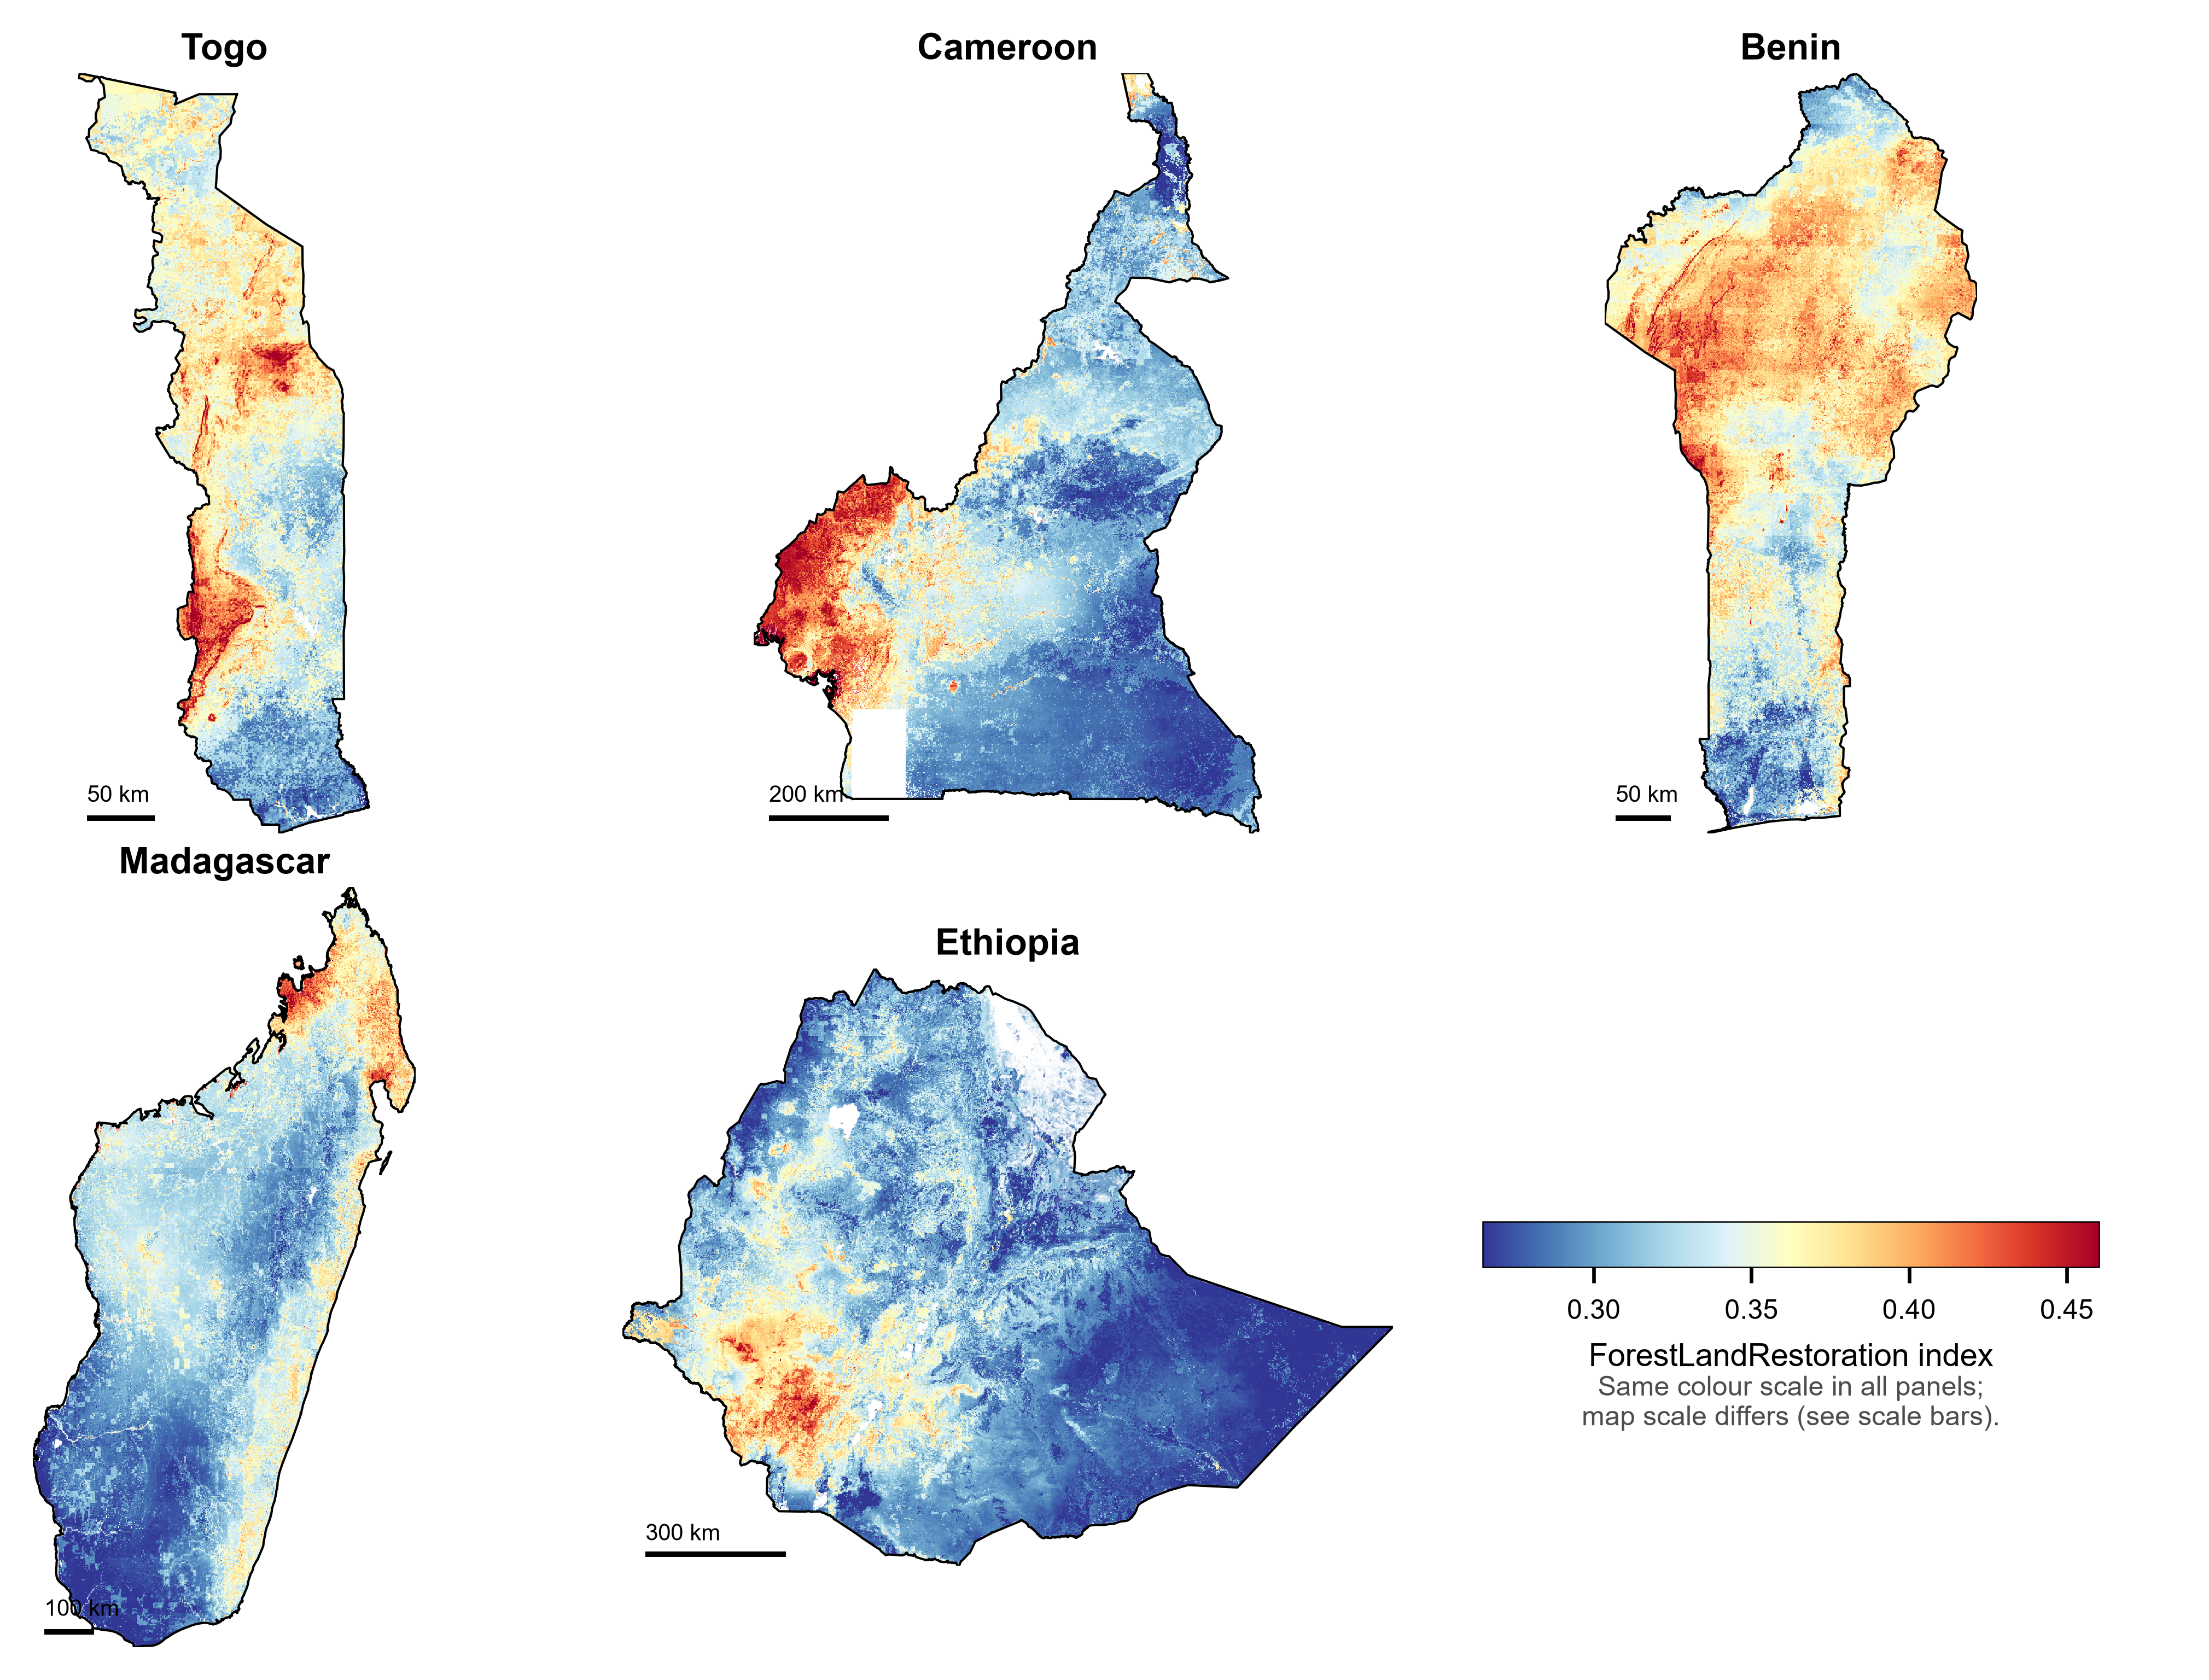 Togo
Cameroon
Benin
50 km
200 km
50 km
Madagascar
Ethiopia
0.30 0.35 0.40 0.45
ForestLandRestoration index
Same colour scale in all panels;
map scale differs (see scale bars).
300 km
100 km